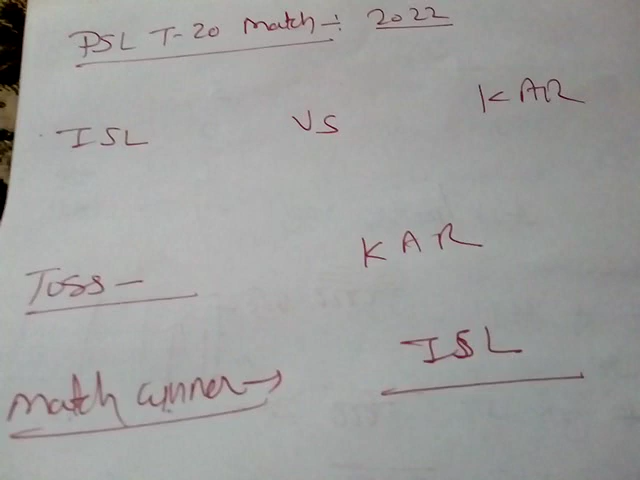 PSL T-20 Match÷ 2022
ISL VS KAR
Toss - KAR
Match winner → ISL